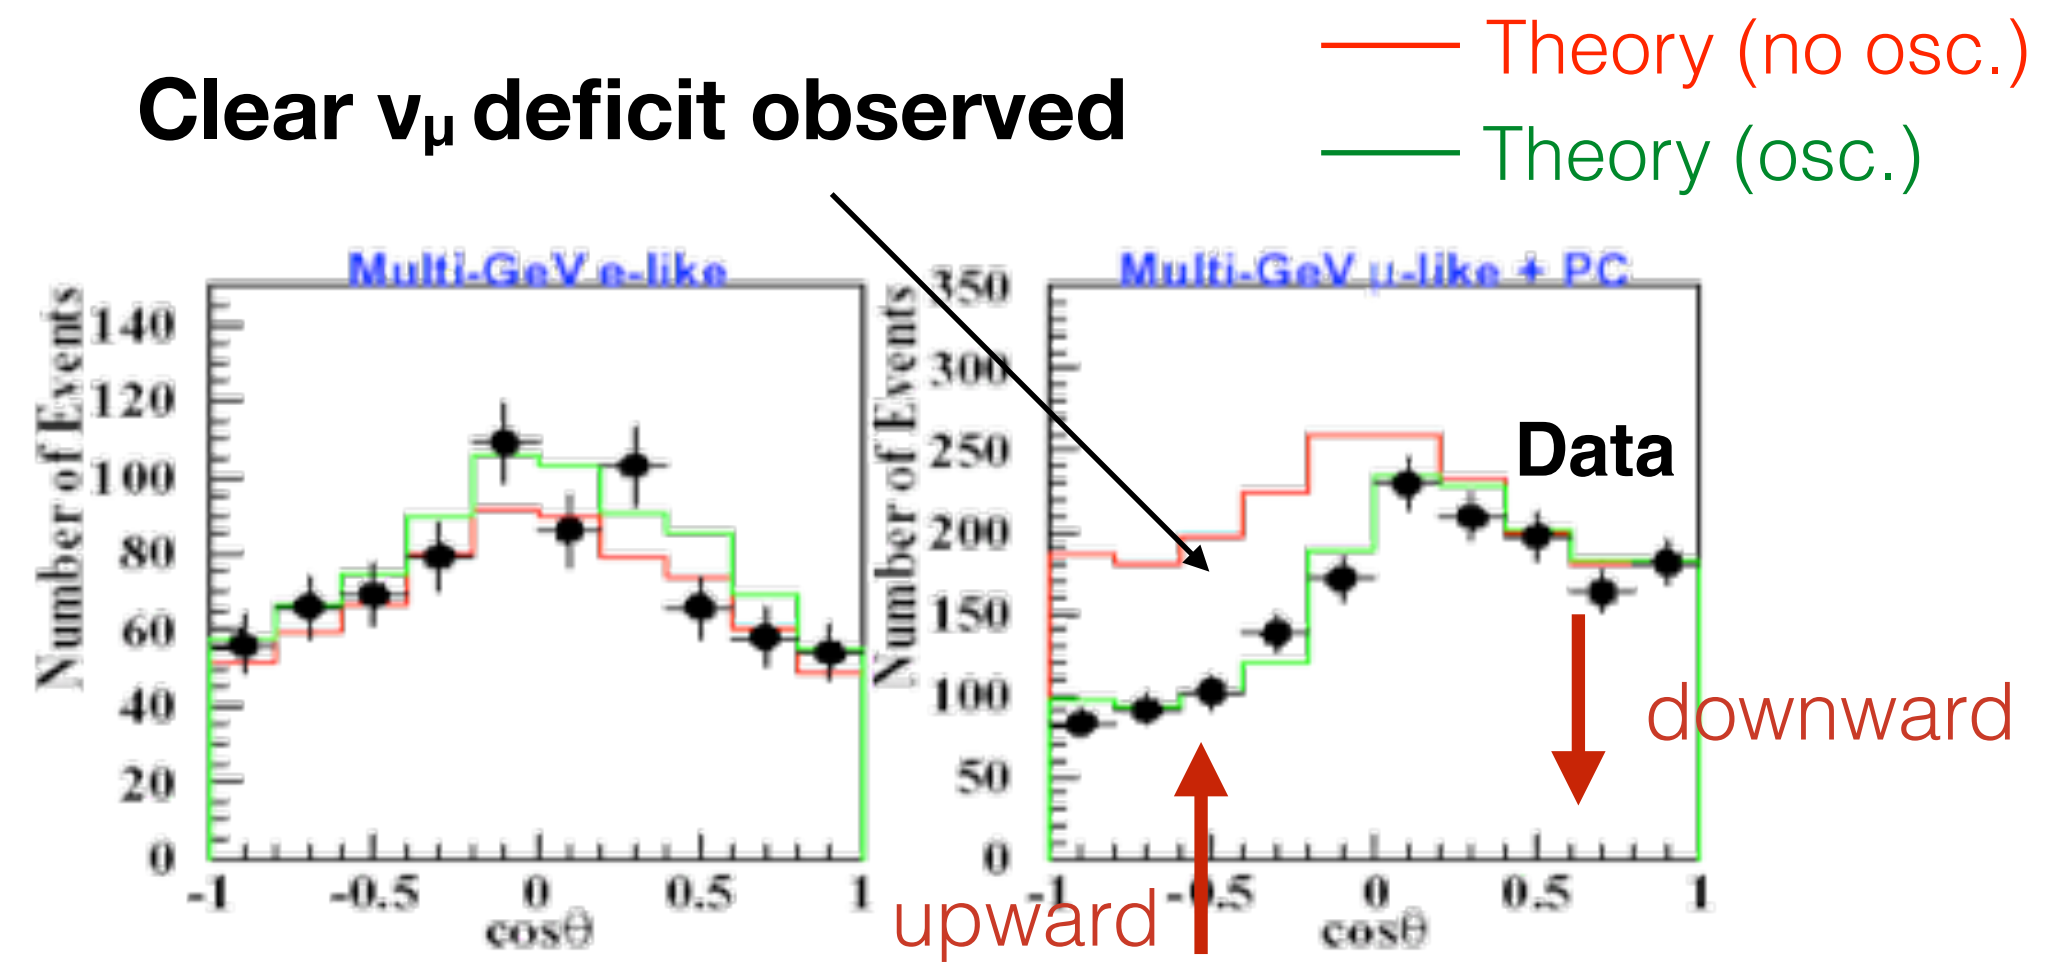 Theory (no osc.)
Clear νμ deficit observed
Theory (osc.)
Multi-GeV e-like
Number of Events
140
120
100
80
60
40
20
0
-1
-0.5
0
0.5
1
cosθ
Multi-GeV μ-like + PC
Number of Events
350
300
250
200
150
100
50
0
-1
-0.5
0
0.5
1
cosθ
Data
downward
upward